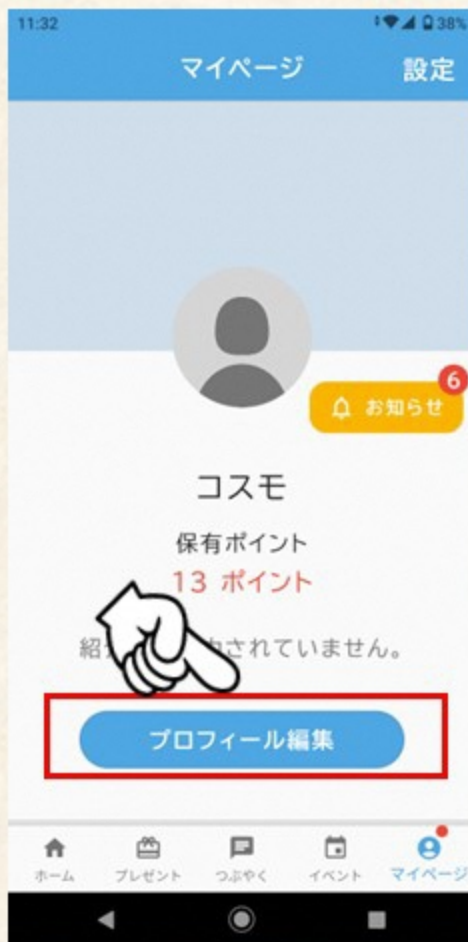 11:32
38%
マイページ
設定
6
お知らせ
コスモ
保有ポイント
13 ポイント
紹 されていません。
プロフィール編集
ホーム
プレゼント
つぶやく
イベント
マイページ